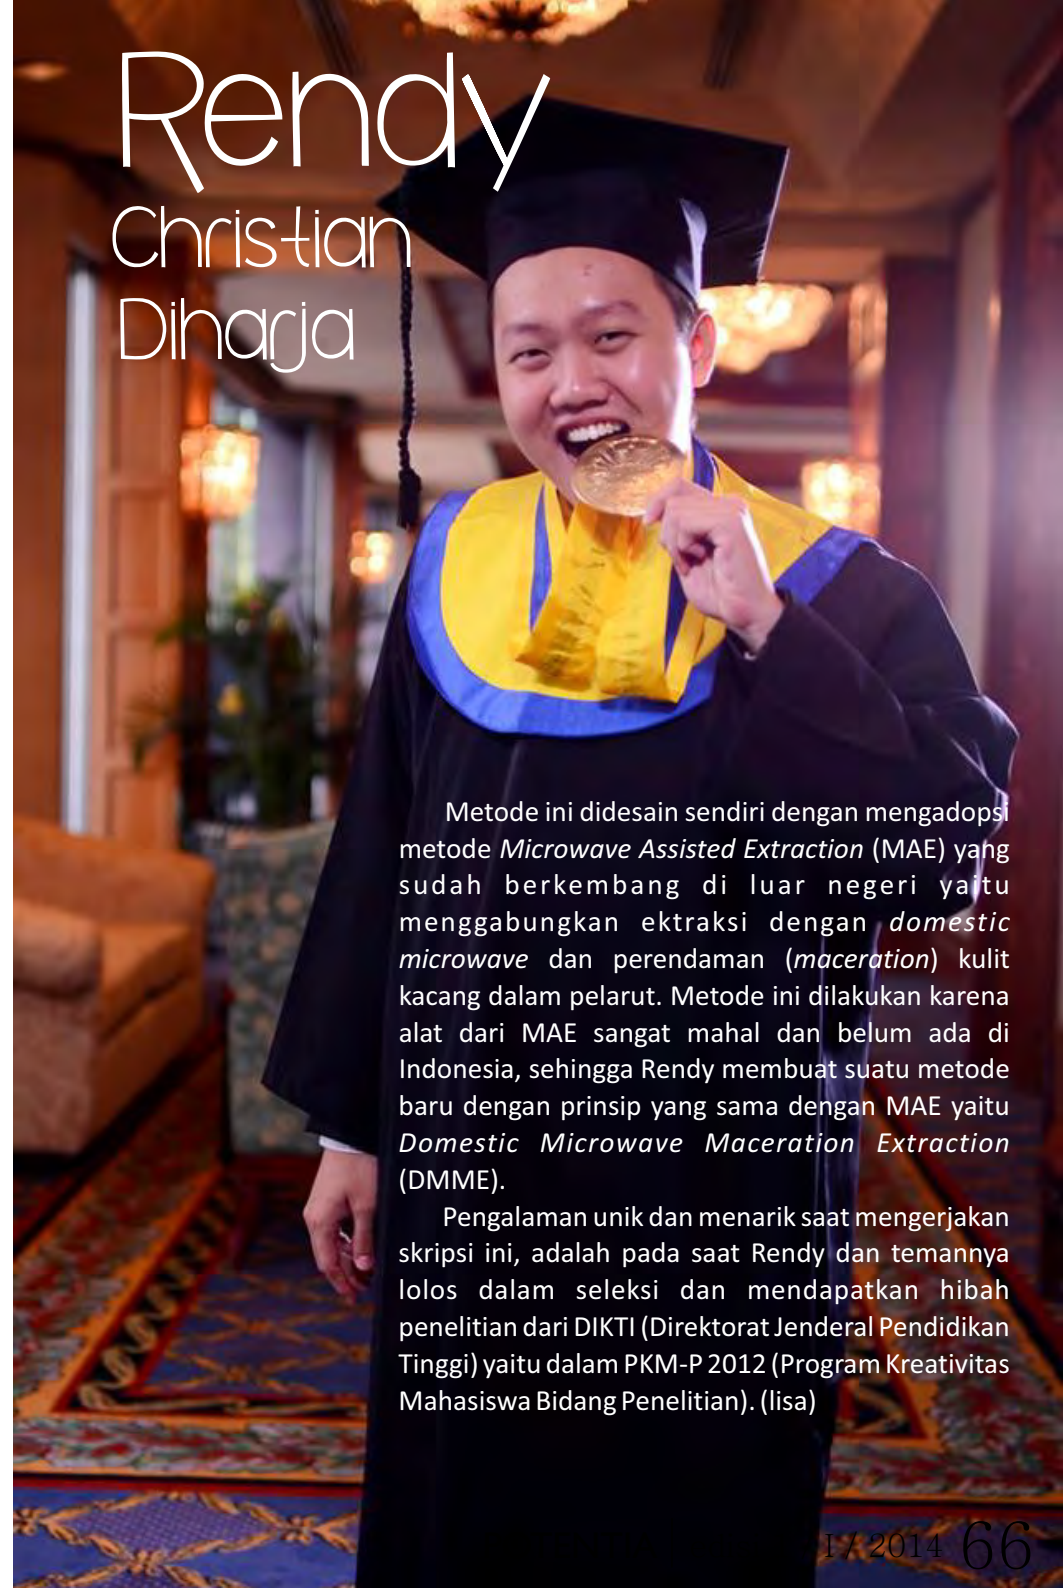 Rendy
Christian
Diharja
Metode ini didesain sendiri dengan mengadopsi
metode Microwave Assisted Extraction (MAE) yang
sudah berkembang di luar negeri yaitu
menggabungkan ektraksi dengan domestic
microwave dan perendaman (maceration) kulit
kacang dalam pelarut. Metode ini dilakukan karena
alat dari MAE sangat mahal dan belum ada di
Indonesia, sehingga Rendy membuat suatu metode
baru dengan prinsip yang sama dengan MAE yaitu
Domestic Microwave Maceration Extraction
(DMME).
Pengalaman unik dan menarik saat mengerjakan
skripsi ini, adalah pada saat Rendy dan temannya
lolos dalam seleksi dan mendapatkan hibah
penelitian dari DIKTI (Direktorat Jenderal Pendidikan
Tinggi) yaitu dalam PKM-P 2012 (Program Kreativitas
Mahasiswa Bidang Penelitian). (lisa)
I / 2014 66